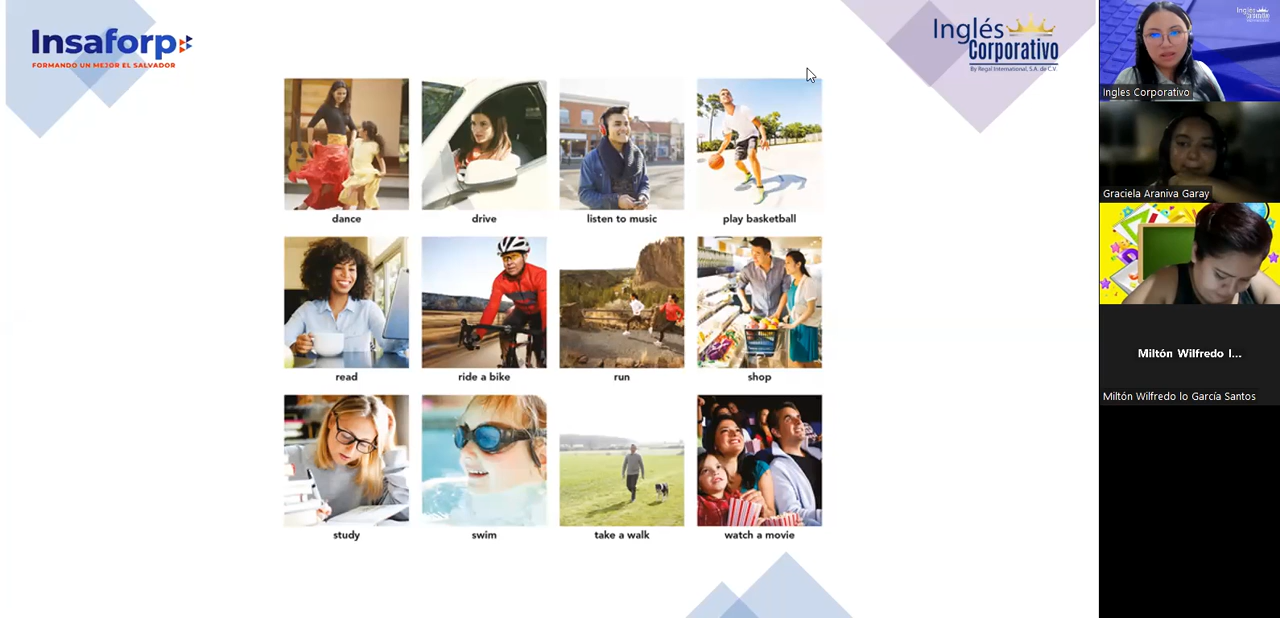 Insaforp
FORMANDO UN MEJOR EL SALVADOR
Inglés
Corporativo
By Regal International, S.A. de C.V.
dance
drive
listen to music
play basketball
read
ride a bike
run
shop
study
swim
take a walk
watch a movie
Ingles Corporativo
Graciela Araniva Garay
Miltón Wilfredo l...
Miltón Wilfredo lo García Santos